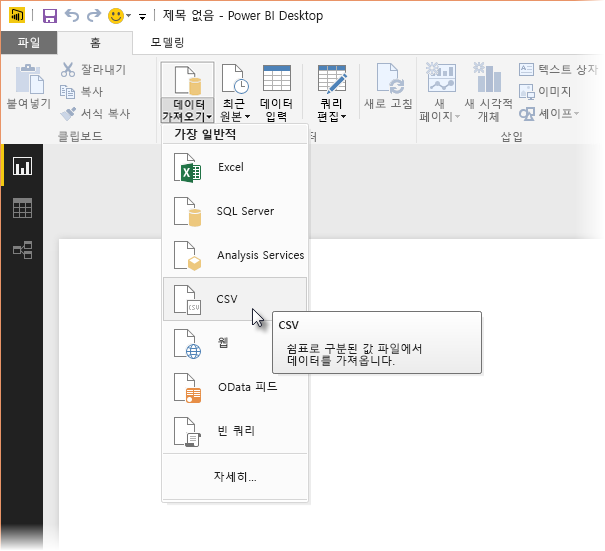 제목 없음 - Power BI Desktop
파일 홈 모델링
붙여넣기
잘라내기
복사
서식 복사
클립보드
데이터
가져오기
최근
원본
데이터
입력
쿼리
편집
새로 고침
새
페이지
새 시각적
개체
텍스트 상자
이미지
셰이프
삽입
가장 일반적
Excel
SQL Server
Analysis Services
CSV
웹
OData 피드
빈 쿼리
자세히...
CSV
쉼표로 구분된 값 파일에서
데이터를 가져옵니다.